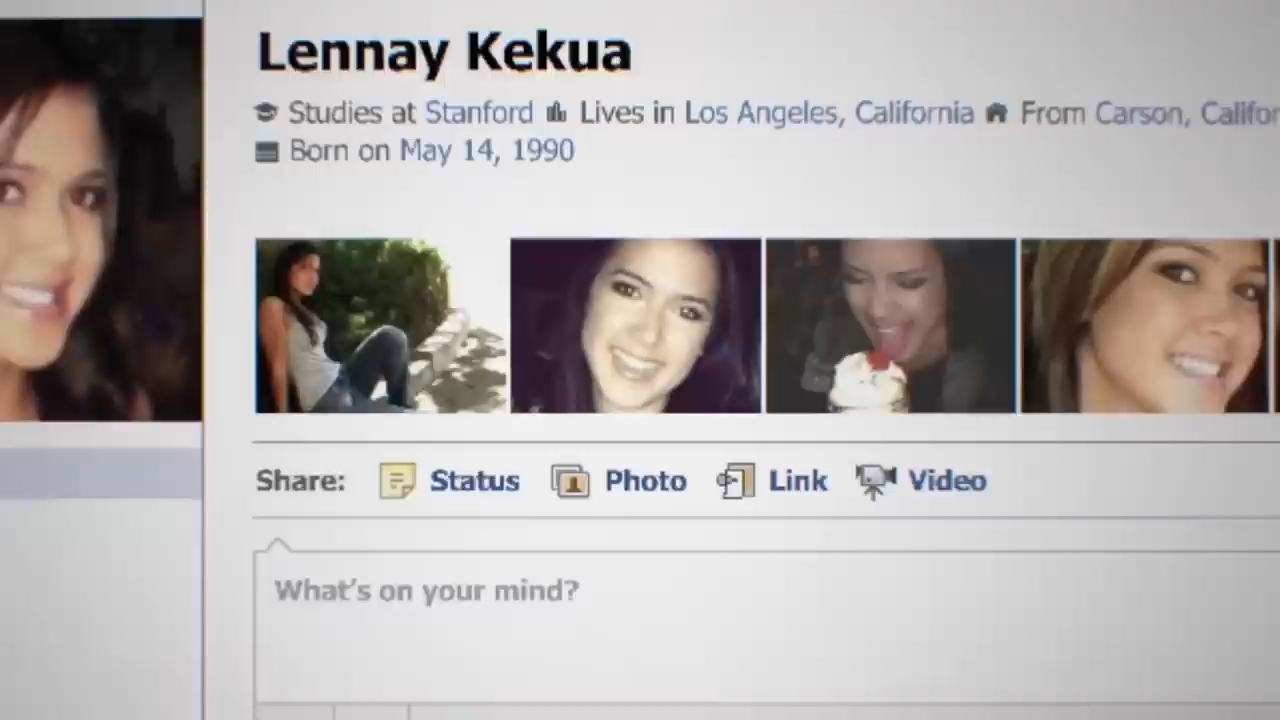 Lennay Kekua
Studies at Stanford Lives in Los Angeles, California From Carson, Califor
Born on May 14, 1990
Share: Status Photo Link Video
What's on your mind?